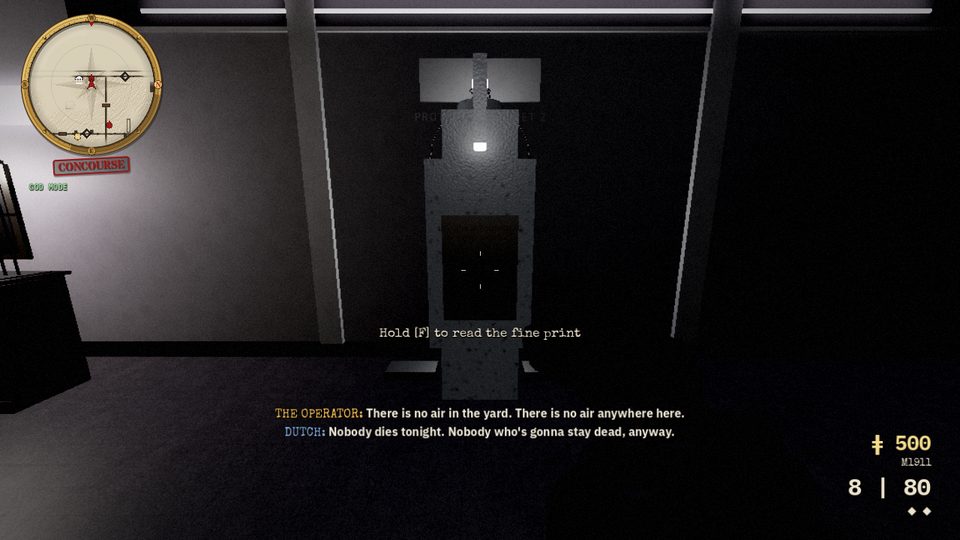 CONCOURSE
GOD MODE
Hold [F] to read the fine print
THE OPERATOR: There is no air in the yard. There is no air anywhere here.
DUTCH: Nobody dies tonight. Nobody who's gonna stay dead, anyway.
500
M1911
8 | 80